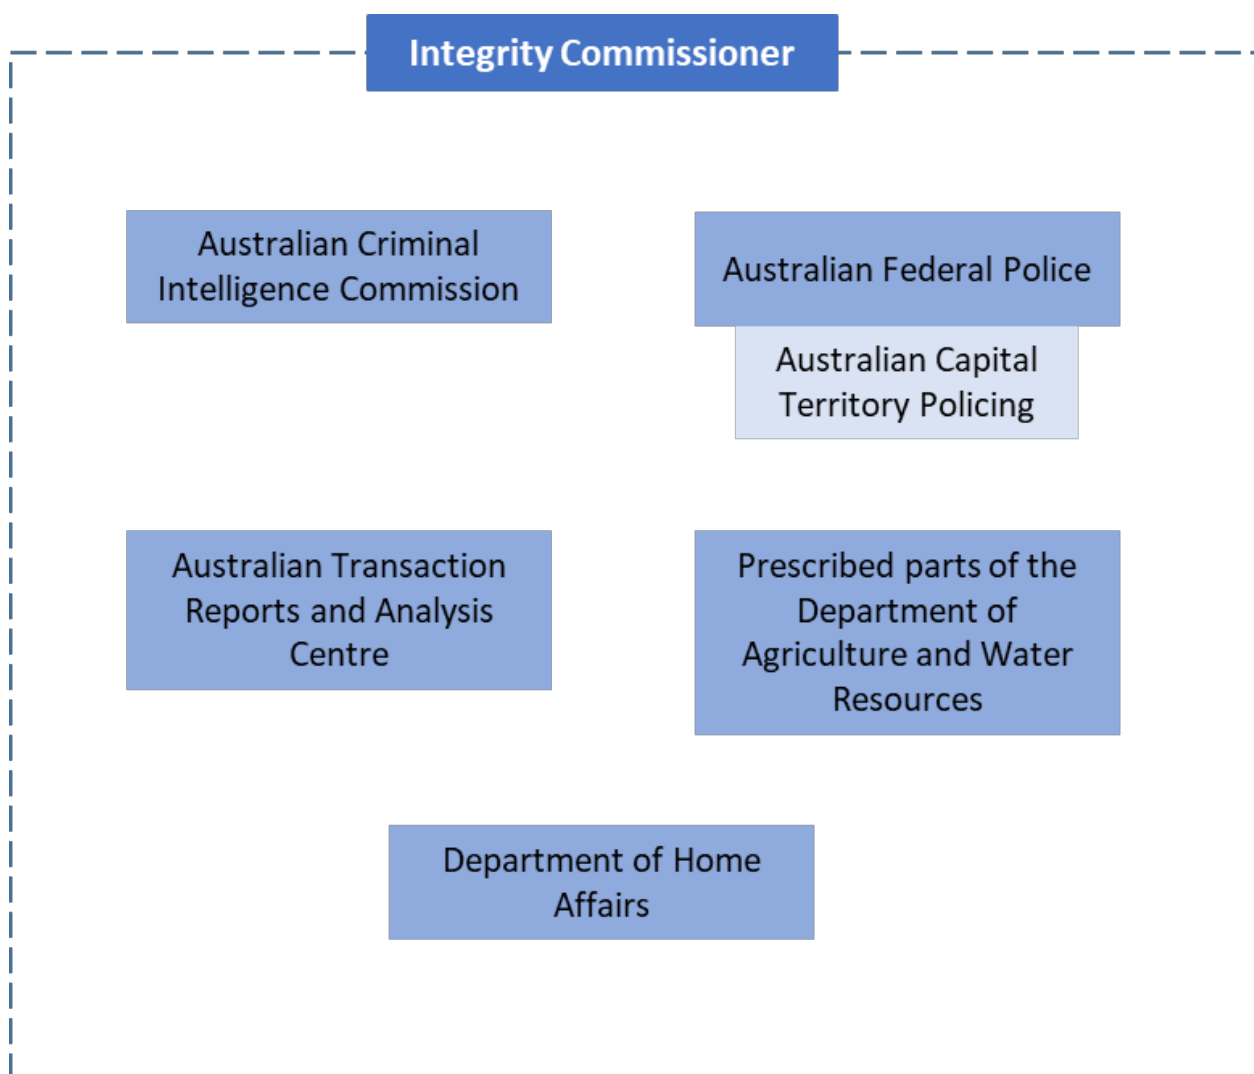 Integrity Commissioner
Australian Criminal
Intelligence Commission
Australian Federal Police
Australian Capital
Territory Policing
Australian Transaction
Reports and Analysis
Centre
Prescribed parts of the
Department of
Agriculture and Water
Resources
Department of Home
Affairs